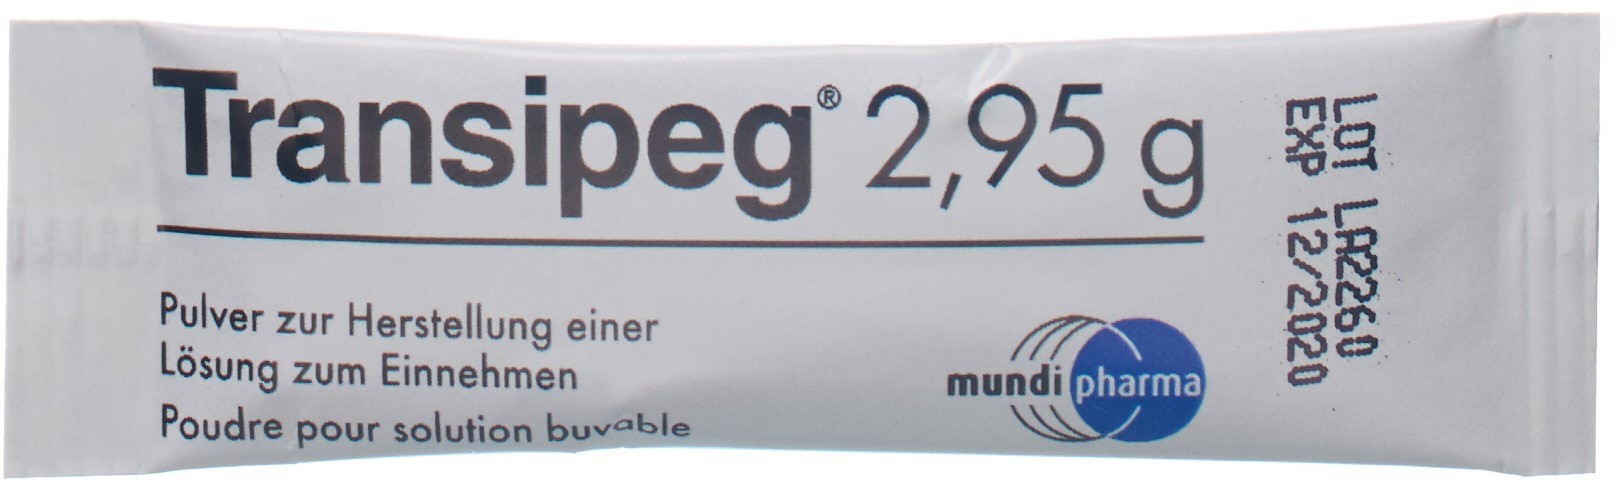 Transipeg® 2,95 g
Pulver zur Herstellung einer
Lösung zum Einnehmen
Poudre pour solution buvable
mundi pharma
LOT LA2260
EXP 12/2020